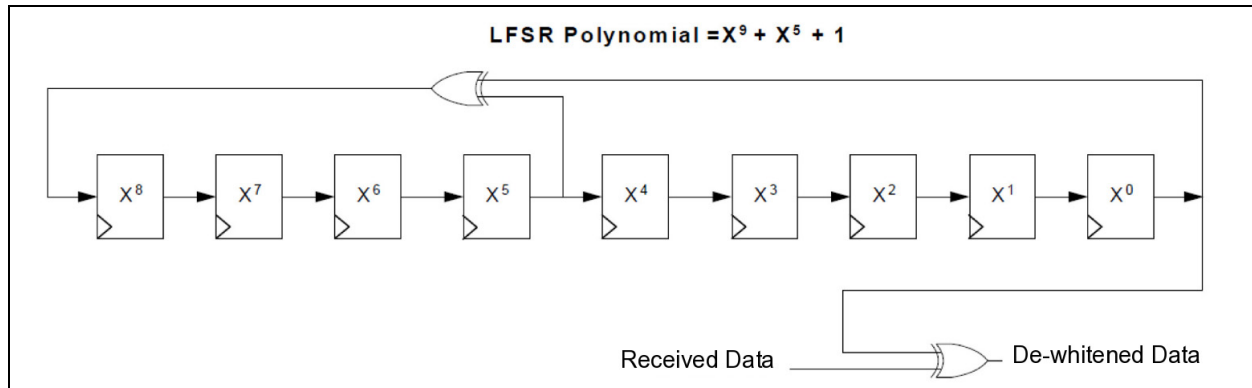 LFSR Polynomial =X⁹ + X⁵ + 1
X⁸ X⁷ X⁶ X⁵ X⁴ X³ X² X¹ X⁰
Received Data De-whitened Data